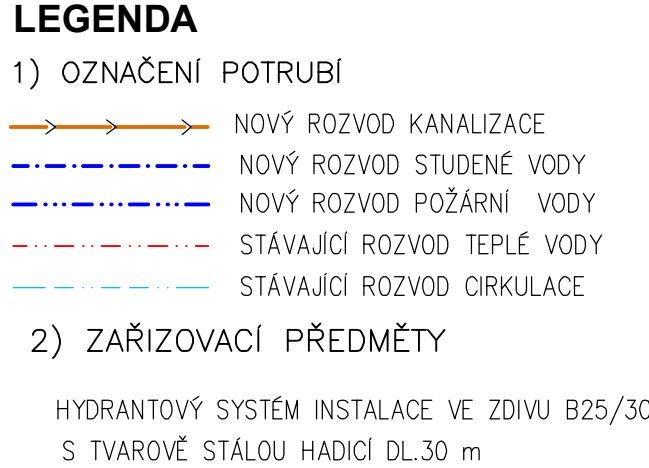 LEGENDA
1) OZNAČENÍ POTRUBÍ
NOVÝ ROZVOD KANALIZACE
NOVÝ ROZVOD STUDENÉ VODY
NOVÝ ROZVOD POŽÁRNÍ VODY
STÁVAJÍCÍ ROZVOD TEPLÉ VODY
STÁVAJÍCÍ ROZVOD CIRKULACE
2) ZAŘIZOVACÍ PŘEDMĚTY
HYDRANTOVÝ SYSTÉM INSTALACE VE ZDIVU B25/30
S TVAROVĚ STÁLOU HADICÍ DL.30 m